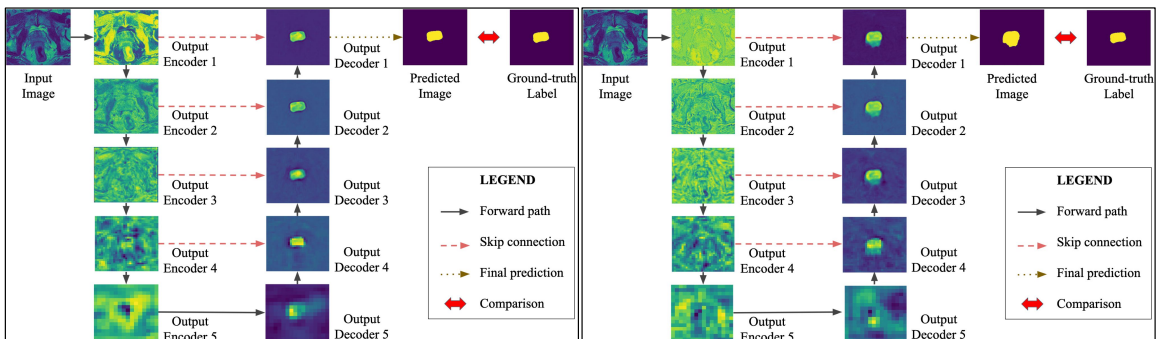 Input
Image
Output
Encoder 1
Output
Decoder 1
Predicted
Image
Ground-truth
Label
Output
Encoder 2
Output
Decoder 2
Output
Encoder 3
Output
Decoder 3
Output
Encoder 4
Output
Decoder 4
Output
Encoder 5
Output
Decoder 5
LEGEND
Forward path
Skip connection
Final prediction
Comparison
Input
Image
Output
Encoder 1
Output
Decoder 1
Predicted
Image
Ground-truth
Label
Output
Encoder 2
Output
Decoder 2
Output
Encoder 3
Output
Decoder 3
Output
Encoder 4
Output
Decoder 4
Output
Encoder 5
Output
Decoder 5
LEGEND
Forward path
Skip connection
Final prediction
Comparison